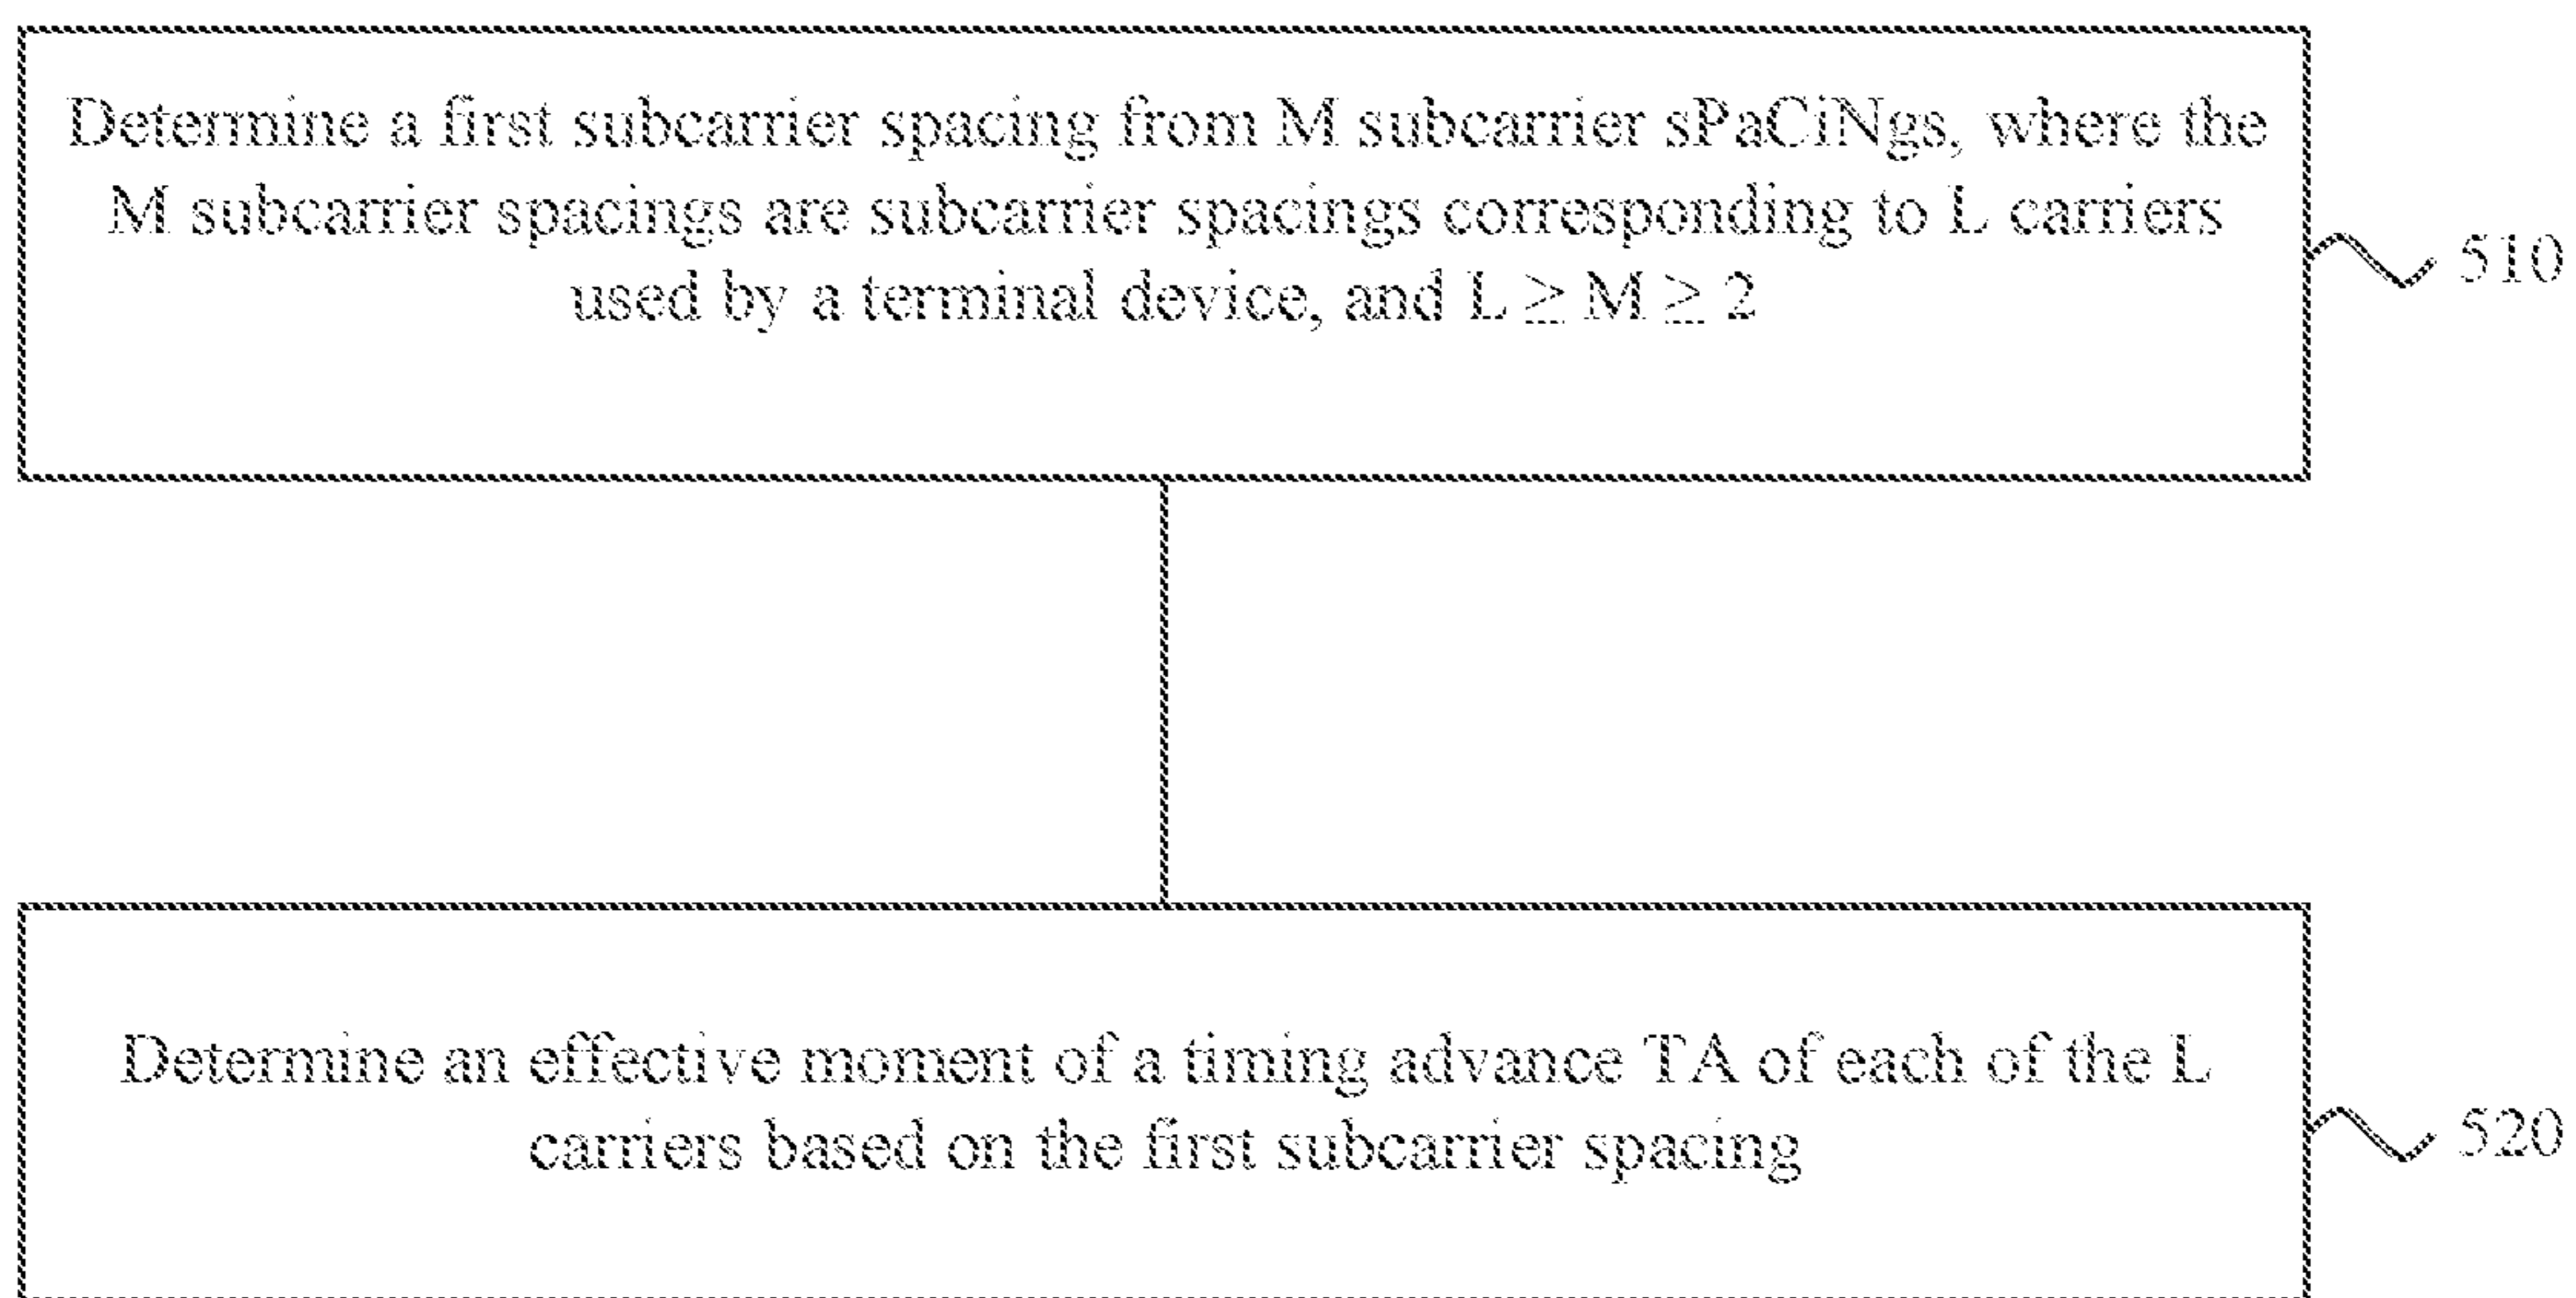 Determine a first subcarrier spacing from M subcarrier sPaCiNgs, where the
M subcarrier spacings are subcarrier spacings corresponding to L carriers
used by a terminal device, and L ≥ M ≥ 2
510
Determine an effective moment of a timing advance TA of each of the L
carriers based on the first subcarrier spacing
520